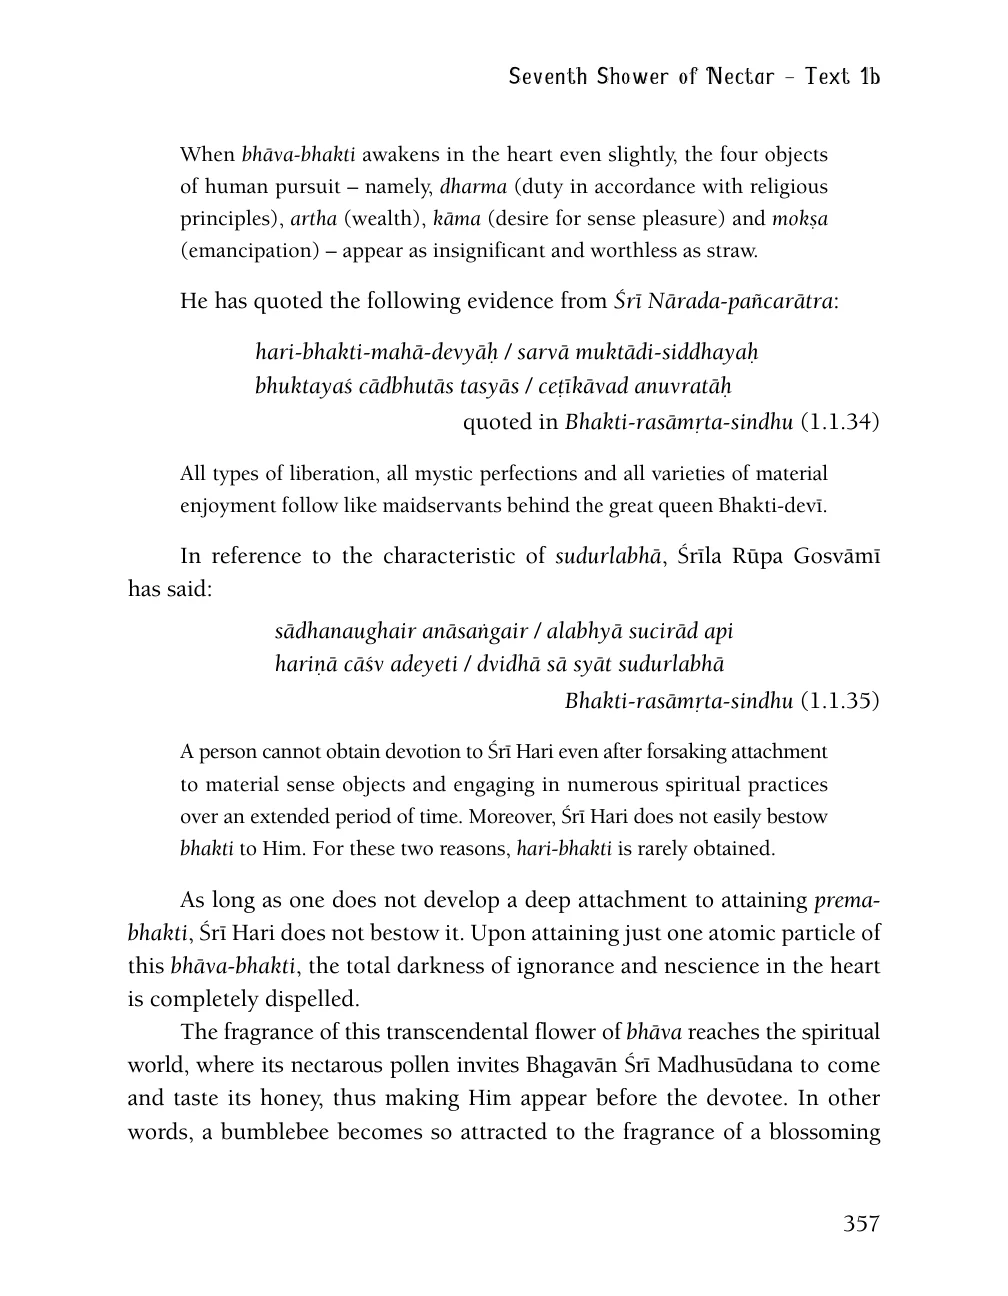 Seventh Shower of Nectar – Text 1b
When bhāva-bhakti awakens in the heart even slightly, the four objects
of human pursuit – namely, dharma (duty in accordance with religious
principles), artha (wealth), kāma (desire for sense pleasure) and mokṣa
(emancipation) – appear as insignificant and worthless as straw.
He has quoted the following evidence from Śrī Nārada-pañcarātra:
hari-bhakti-mahā-devyāḥ / sarvā muktādi-siddhayaḥ
bhuktayaś cādbhutās tasyās / ceṭīkāvad anuvratāḥ
quoted in Bhakti-rasāmṛta-sindhu (1.1.34)
All types of liberation, all mystic perfections and all varieties of material
enjoyment follow like maidservants behind the great queen Bhakti-devī.
In reference to the characteristic of sudurlabhā, Śrīla Rūpa Gosvāmī
has said:
sādhanaughair anāsaṅgair / alabhyā sucirād api
hariṇā cāśv adeyeti / dvidhā sā syāt sudurlabhā
Bhakti-rasāmṛta-sindhu (1.1.35)
A person cannot obtain devotion to Śrī Hari even after forsaking attachment
to material sense objects and engaging in numerous spiritual practices
over an extended period of time. Moreover, Śrī Hari does not easily bestow
bhakti to Him. For these two reasons, hari-bhakti is rarely obtained.
As long as one does not develop a deep attachment to attaining prema-
bhakti, Śrī Hari does not bestow it. Upon attaining just one atomic particle of
this bhāva-bhakti, the total darkness of ignorance and nescience in the heart
is completely dispelled.
The fragrance of this transcendental flower of bhāva reaches the spiritual
world, where its nectarous pollen invites Bhagavān Śrī Madhusūdana to come
and taste its honey, thus making Him appear before the devotee. In other
words, a bumblebee becomes so attracted to the fragrance of a blossoming
357